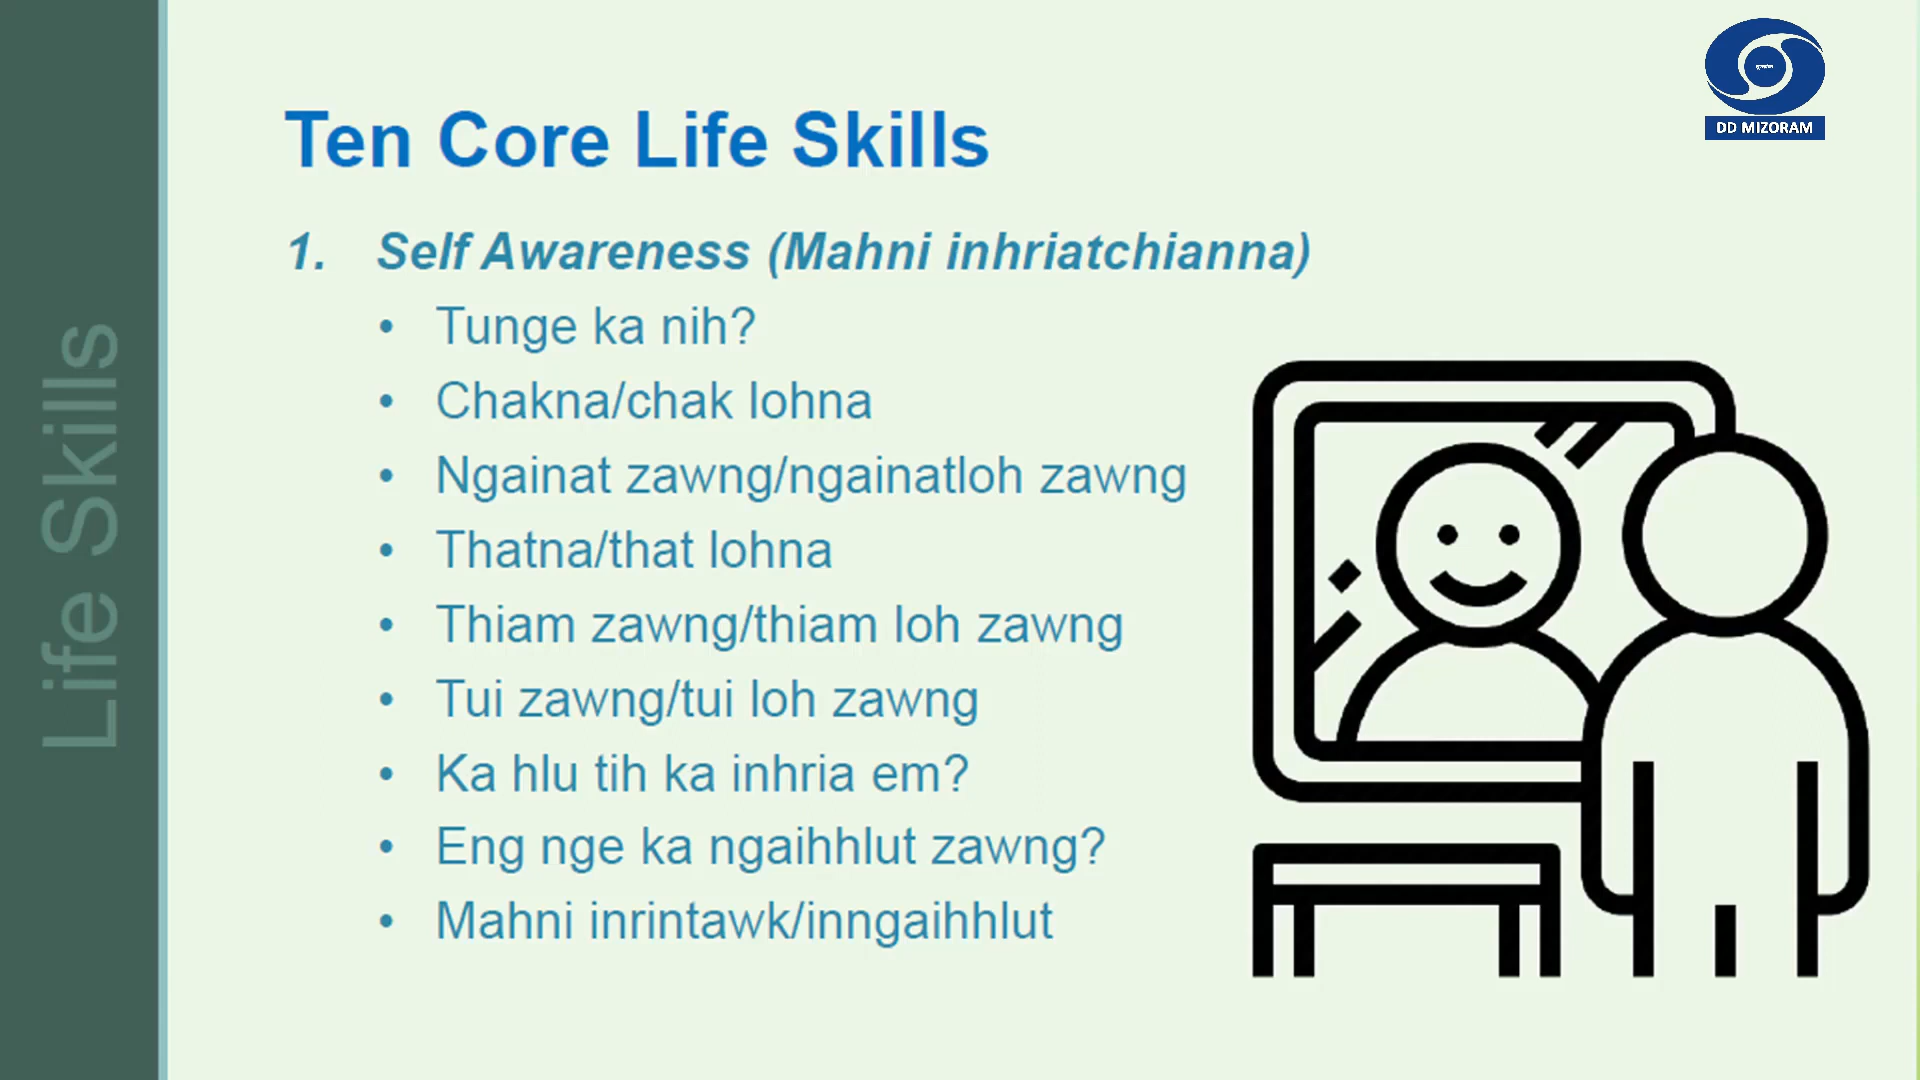 DD MIZORAM
Ten Core Life Skills
1. Self Awareness (Mahni inhriatchianna)
• Tunge ka nih?
• Chakna/chak lohna
• Ngainat zawng/ngainatloh zawng
• Thatna/that lohna
• Thiam zawng/thiam loh zawng
• Tui zawng/tui loh zawng
• Ka hlu tih ka inhria em?
• Eng nge ka ngaihhlut zawng?
• Mahni inrintawk/inngaihhlut
Life Skills